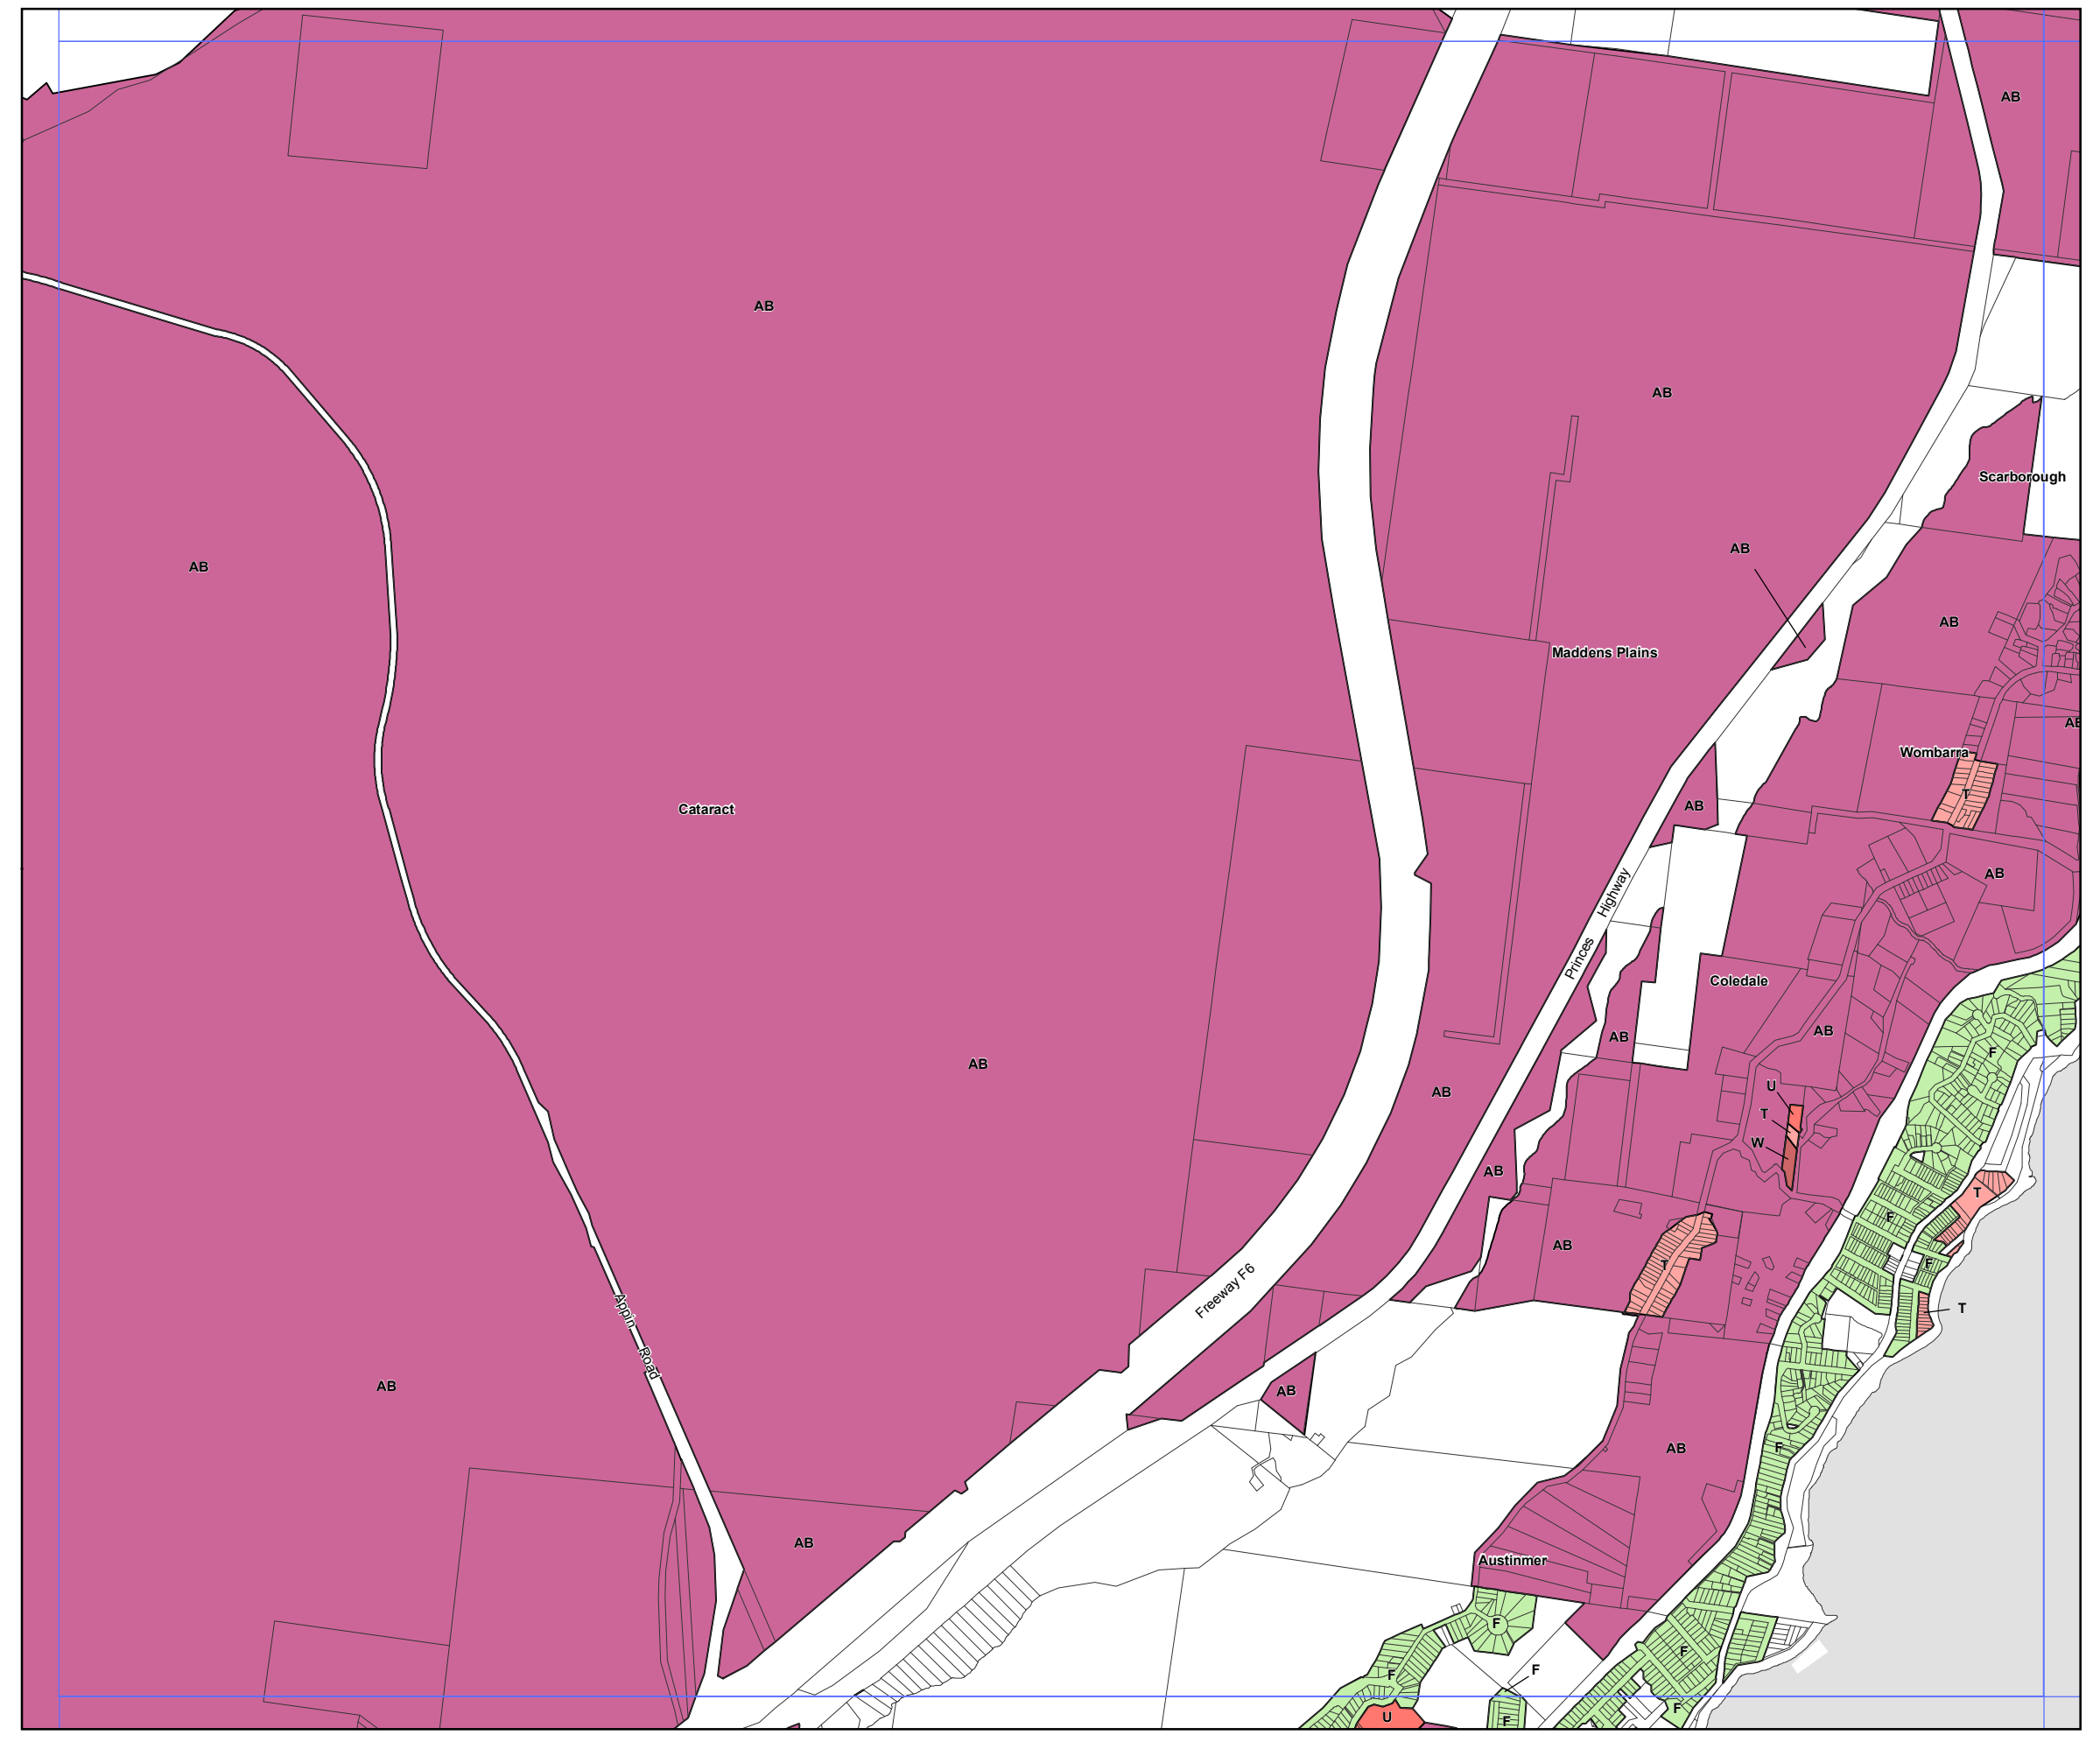 AB
AB
AB
Scarborough
AB
AB
AB
Maddens Plains
AB
Wombarra
T
AB
Cataract
AB
Highway
Princes
Coledale
AB
AB
F
AB
AB
U
T
W
AB
T
F
AB
T
F
Freeway F6
T
Appin
Road
AB
AB
F
AB
AB
Austinmer
F
F
F
F
F
U
F